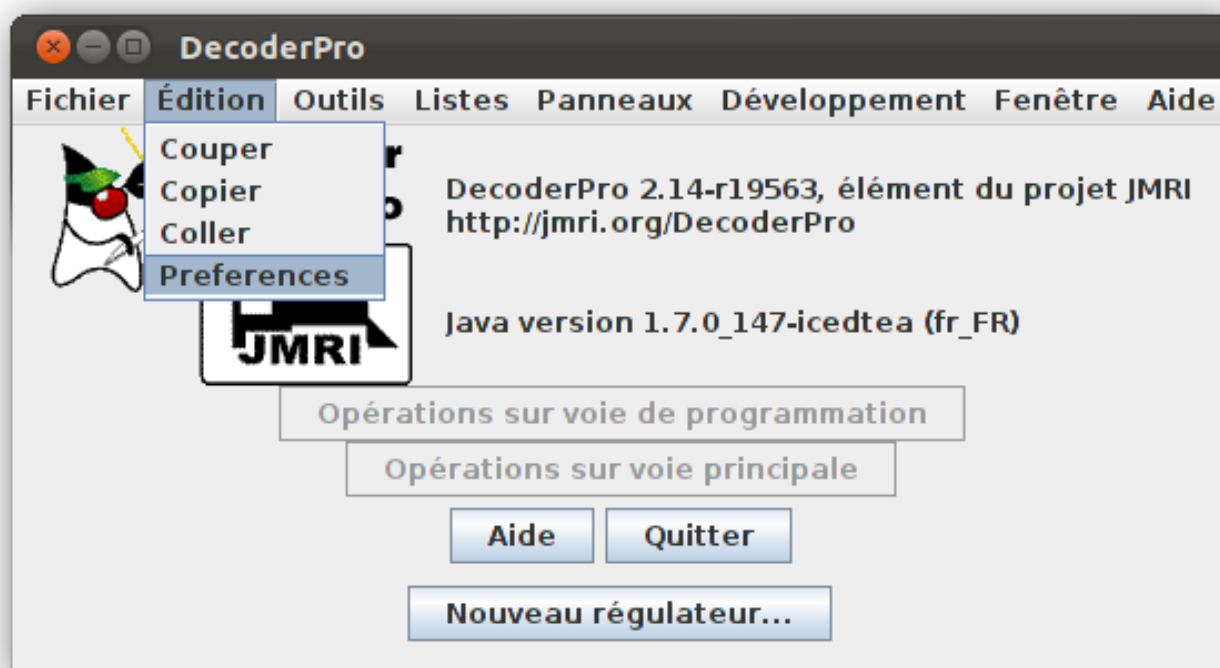 DecoderPro
Fichier Édition Outils Listes Panneaux Développement Fenêtre Aide
Couper
Copier
Coller
Preferences
r
o
DecoderPro 2.14-r19563, élément du projet JMRI
http://jmri.org/DecoderPro
JMRI
Java version 1.7.0_147-icedtea (fr_FR)
Opérations sur voie de programmation
Opérations sur voie principale
Aide Quitter
Nouveau régulateur...